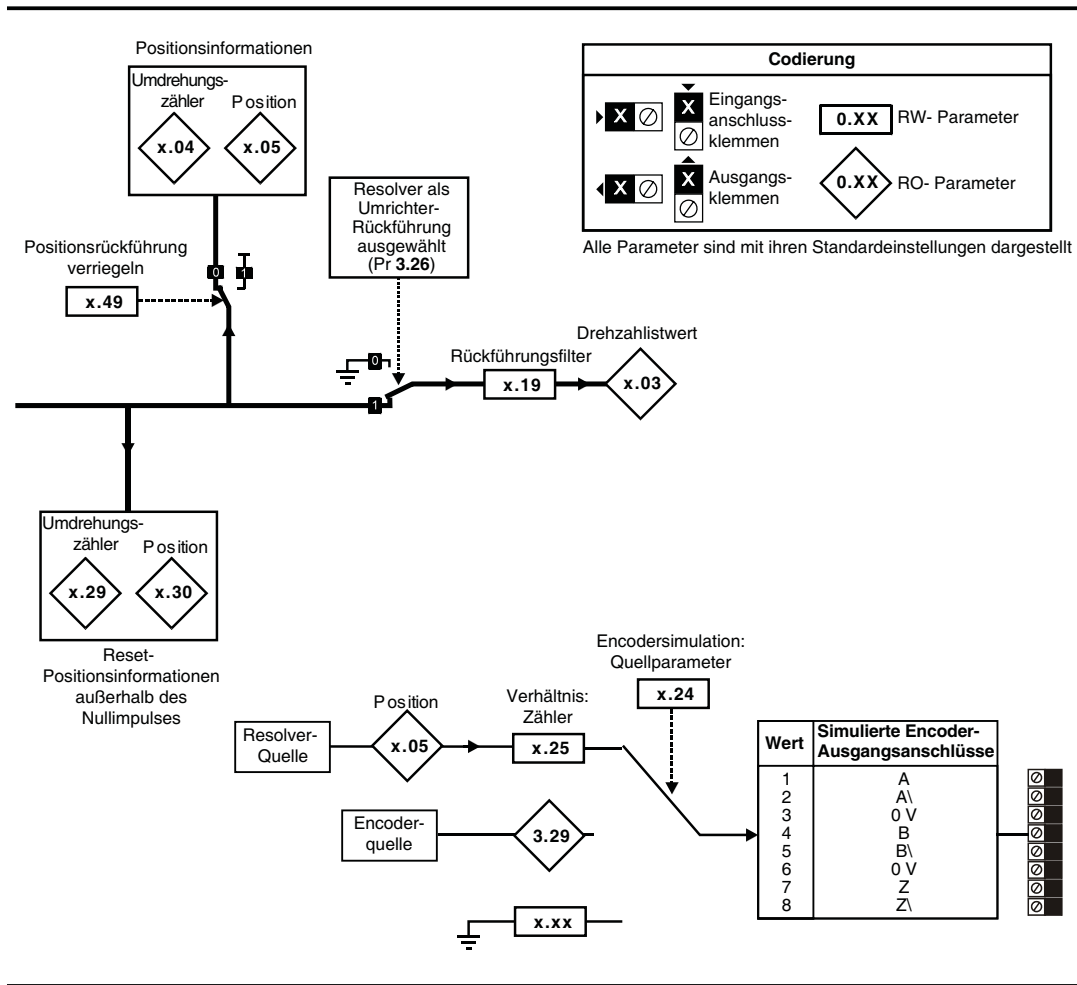 Positionsinformationen
Umdrehungs-
zähler
Position
x.04
x.05
Positionsrückführung
verriegeln
x.49
0
1
Resolver als
Umrichter-
Rückführung
ausgewählt
(Pr 3.26)
Codierung
X
X
Eingangs-
anschluss-
klemmen
0.XX
RW- Parameter
X
X
Ausgangs-
klemmen
0.XX
RO- Parameter
Alle Parameter sind mit ihren Standardeinstellungen dargestellt
0
1
Rückführungsfilter
x.19
Drehzahlistwert
x.03
Umdrehungs-
zähler
Position
x.29
x.30
Reset-
Positionsinformationen
außerhalb des
Nullimpulses
Resolver-
Quelle
Position
x.05
Verhältnis:
Zähler
x.25
Encodersimulation:
Quellparameter
x.24
Encoder-
quelle
3.29
x.xx
Wert
Simulierte Encoder-
Ausgangsanschlüsse
1 A
2 A\
3 0 V
4 B
5 B\
6 0 V
7 Z
8 Z\